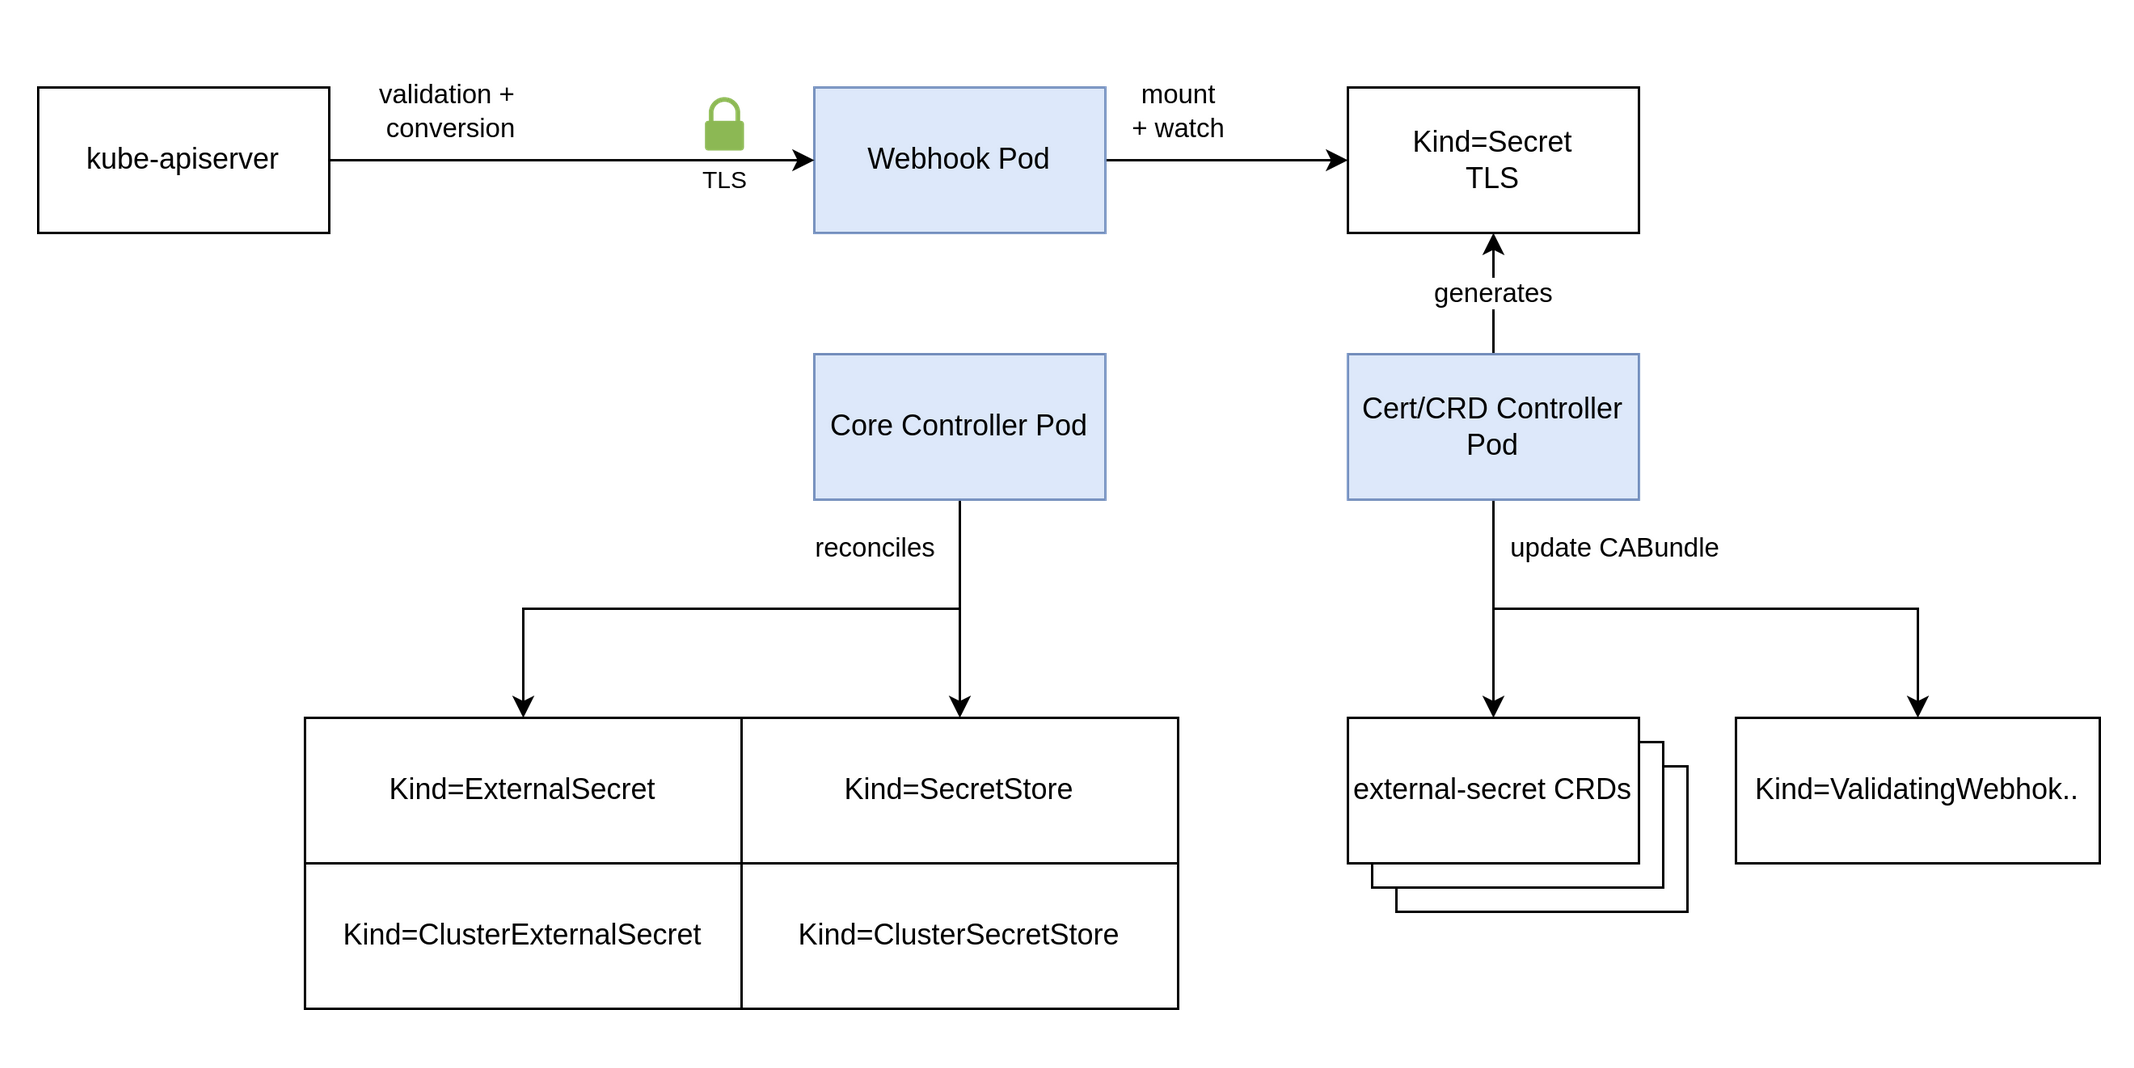 validation +
conversion
mount
+ watch
kube-apiserver
TLS
Webhook Pod
Kind=Secret
TLS
generates
Core Controller Pod
Cert/CRD Controller
Pod
reconciles
update CABundle
Kind=ExternalSecret
Kind=SecretStore
external-secret CRDs
Kind=ValidatingWebhok..
Kind=ClusterExternalSecret
Kind=ClusterSecretStore